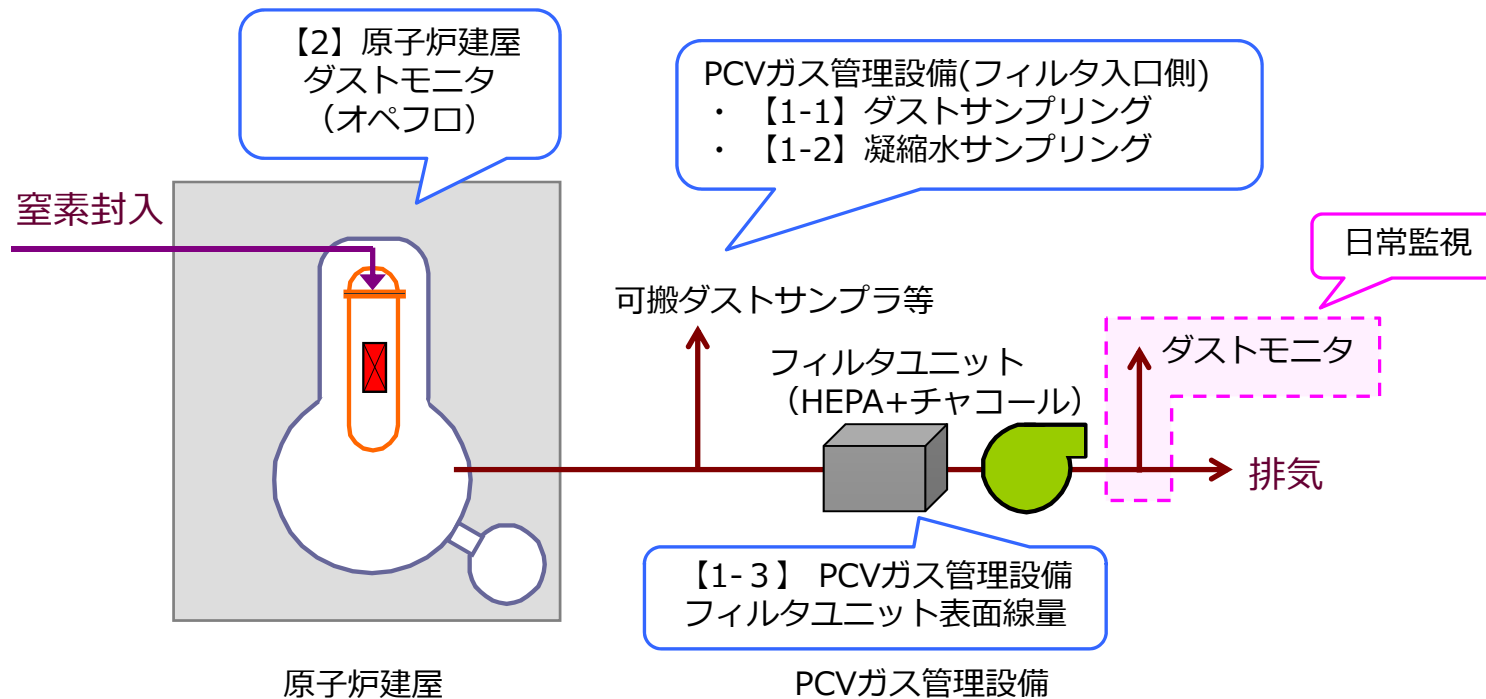 【2】原子炉建屋
ダストモニタ
（オペフロ）
PCVガス管理設備(フィルタ入口側)
・ 【1-1】ダストサンプリング
・ 【1-2】凝縮水サンプリング
窒素封入
日常監視
可搬ダストサンプラ等
ダストモニタ
フィルタユニット
（HEPA+チャコール）
排気
【1-３】 PCVガス管理設備
フィルタユニット表面線量
原子炉建屋
PCVガス管理設備